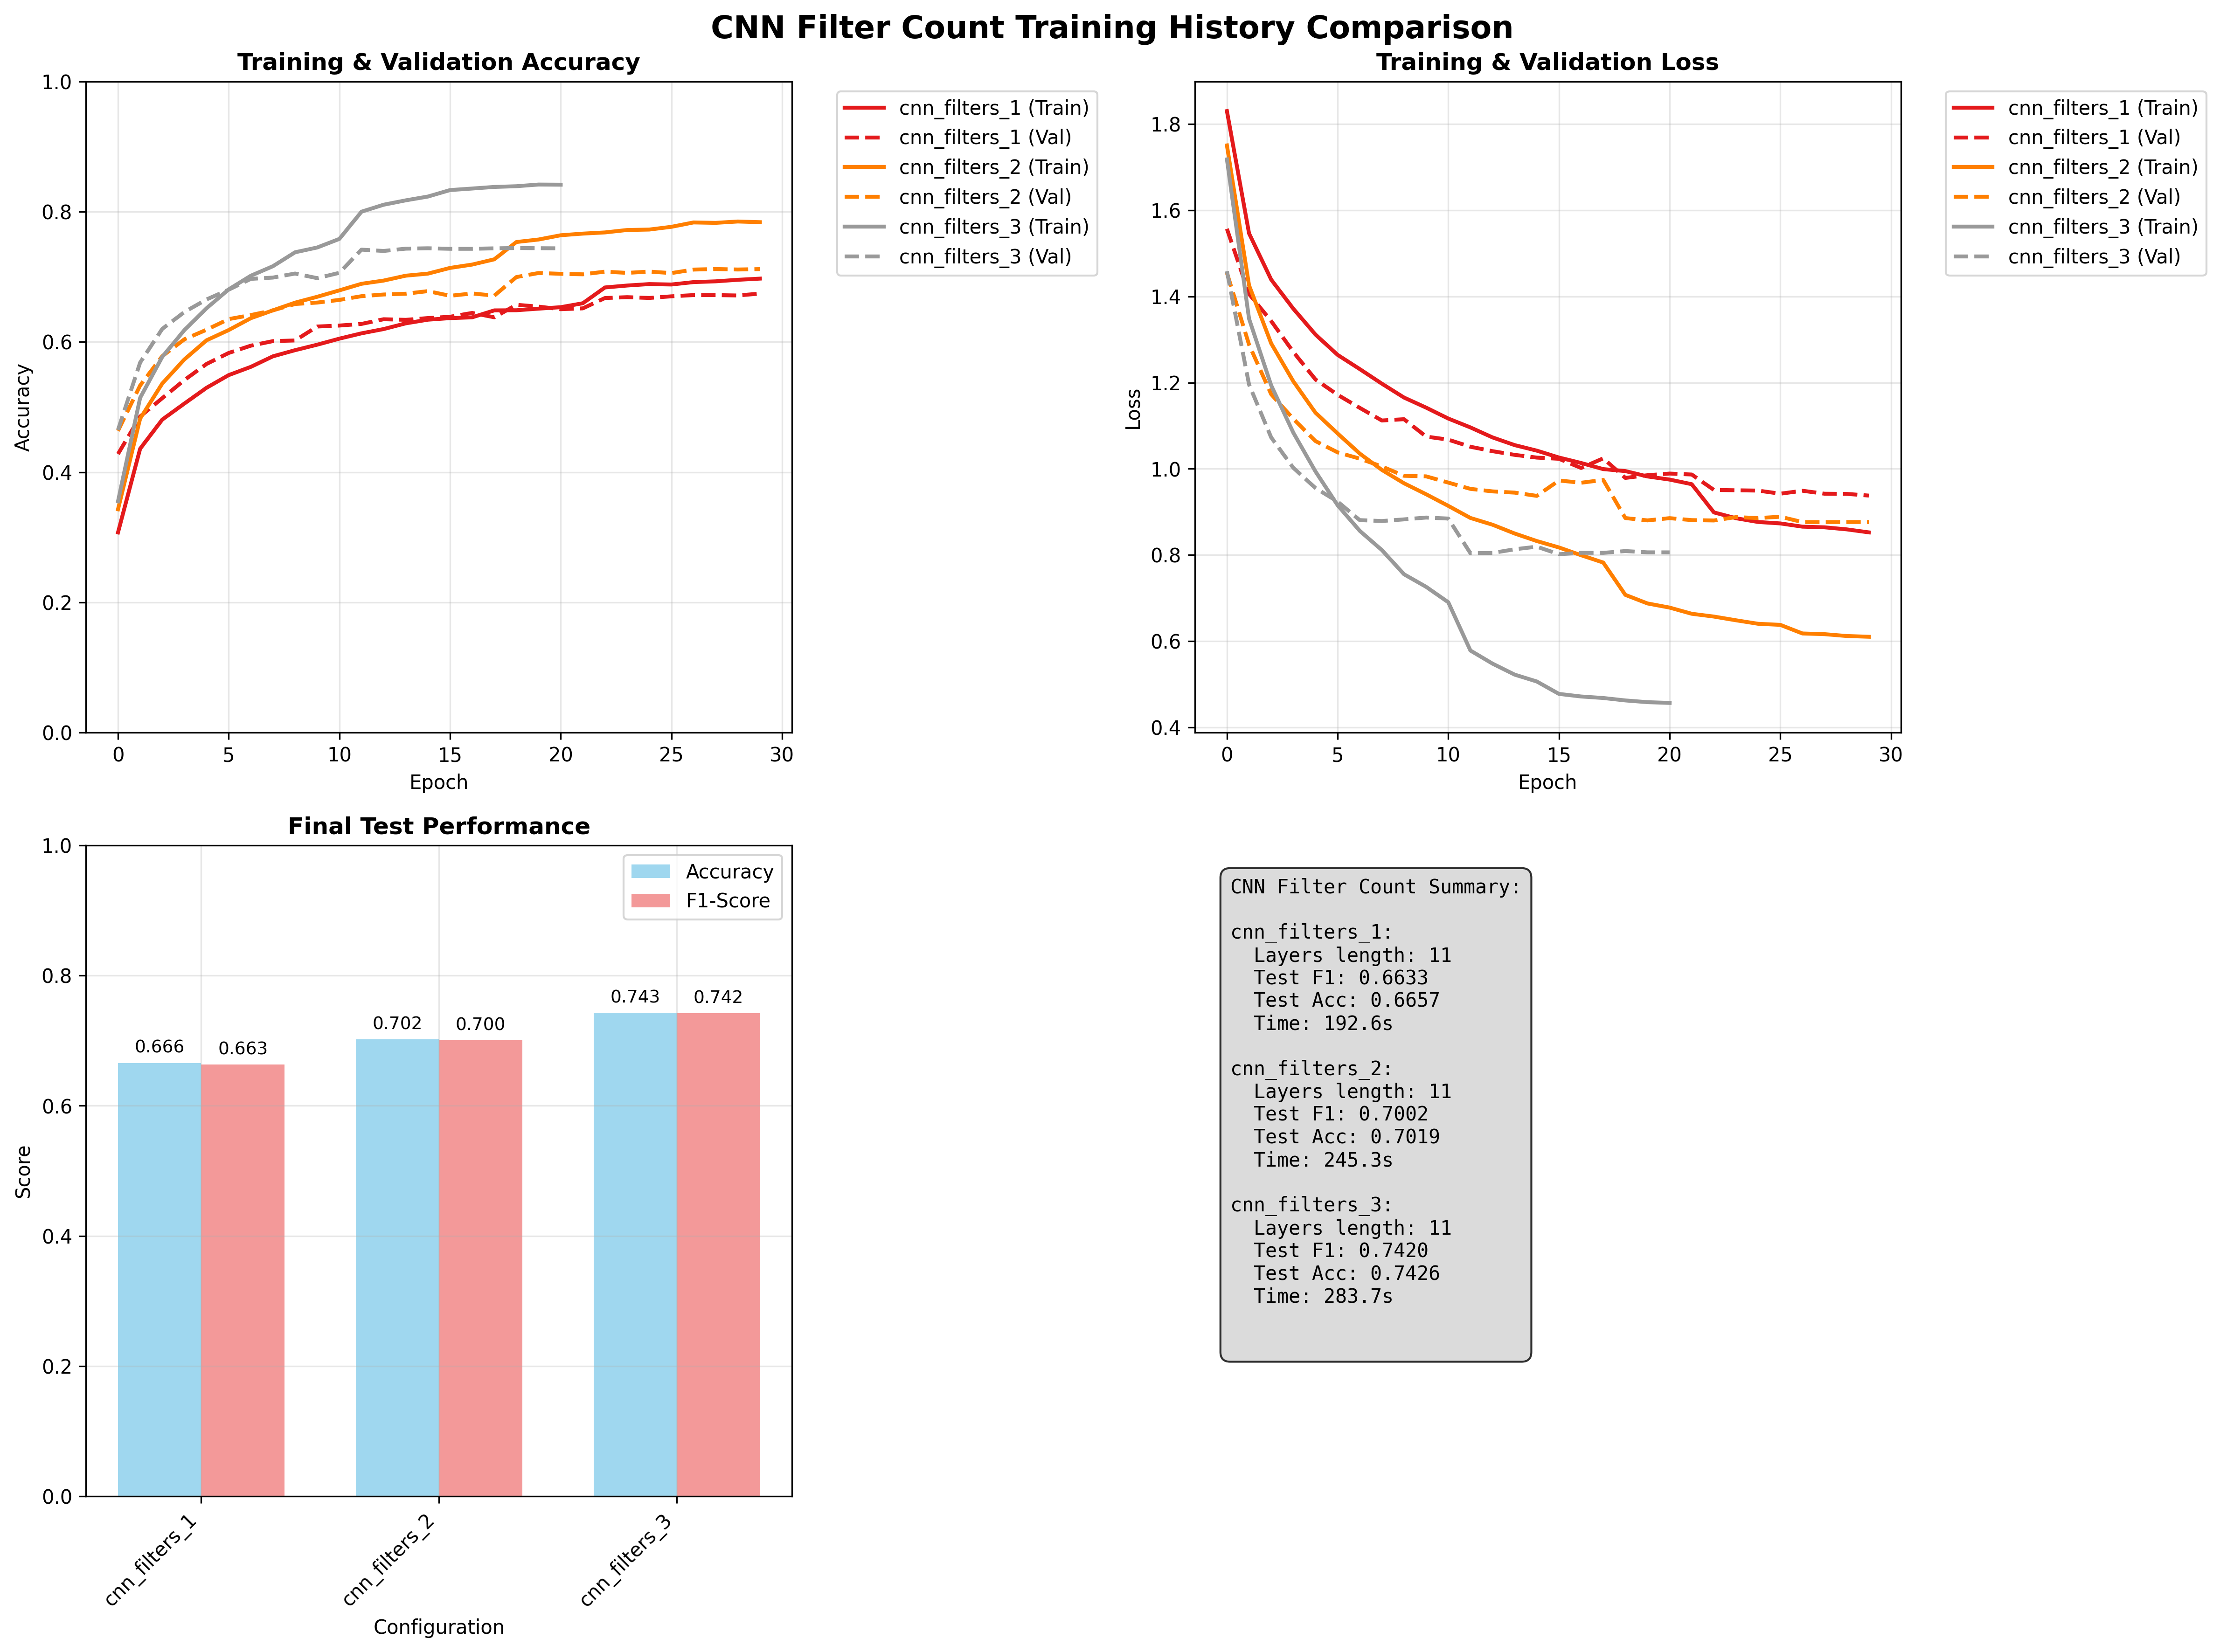 CNN Filter Count Training History Comparison
Training & Validation Accuracy
1.0
0.8
0.6
0.4
0.2
0.0
Accuracy
0 5 10 15 20 25 30
Epoch
cnn_filters_1 (Train)
cnn_filters_1 (Val)
cnn_filters_2 (Train)
cnn_filters_2 (Val)
cnn_filters_3 (Train)
cnn_filters_3 (Val)
Training & Validation Loss
1.8
1.6
1.4
1.2
1.0
0.8
0.6
0.4
Loss
0 5 10 15 20 25 30
Epoch
cnn_filters_1 (Train)
cnn_filters_1 (Val)
cnn_filters_2 (Train)
cnn_filters_2 (Val)
cnn_filters_3 (Train)
cnn_filters_3 (Val)
Final Test Performance
1.0
0.8
0.6
0.4
0.2
0.0
Score
Accuracy
F1-Score
0.666 0.663
0.702 0.700
0.743 0.742
cnn_filters_1
cnn_filters_2
cnn_filters_3
Configuration
CNN Filter Count Summary:
cnn_filters_1:
Layers length: 11
Test F1: 0.6633
Test Acc: 0.6657
Time: 192.6s
cnn_filters_2:
Layers length: 11
Test F1: 0.7002
Test Acc: 0.7019
Time: 245.3s
cnn_filters_3:
Layers length: 11
Test F1: 0.7420
Test Acc: 0.7426
Time: 283.7s